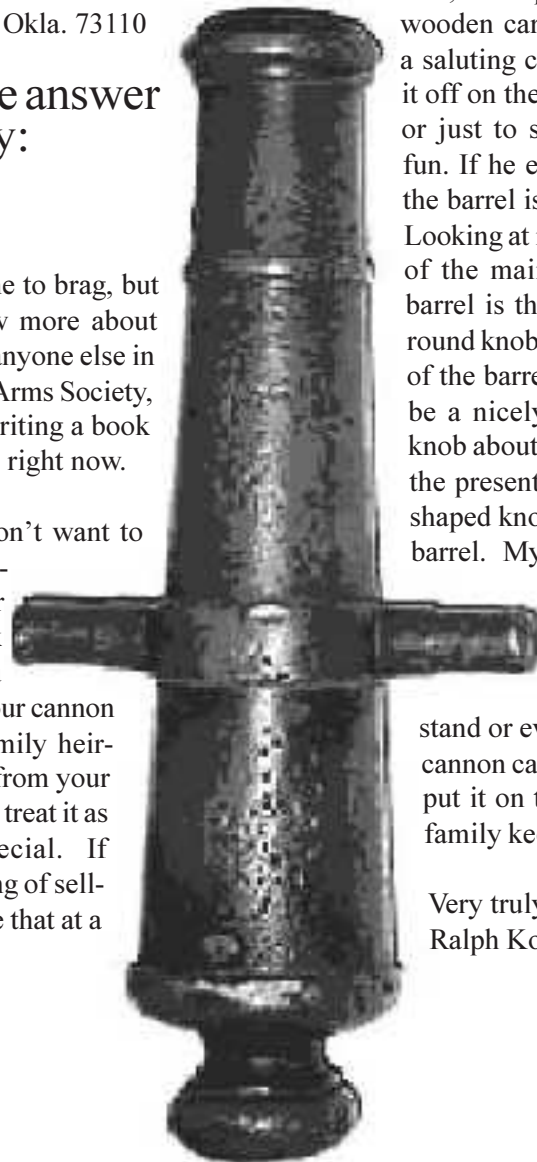 Okla. 73110
e answer
y:
e to brag, but
w more about
anyone else in
Arms Society,
riting a book
right now.
on't want to
-
r
our cannon
mily heir-
from your
treat it as
ecial. If
ng of sell-
e that at a
wooden car
a saluting c
it off on the
or just to s
fun. If he e
the barrel is
Looking at
of the mai
barrel is th
round knob
of the barre
be a nicely
knob about
the present
shaped kno
barrel. My
stand or ev
cannon ca
put it on t
family ke
Very truly
Ralph Ko